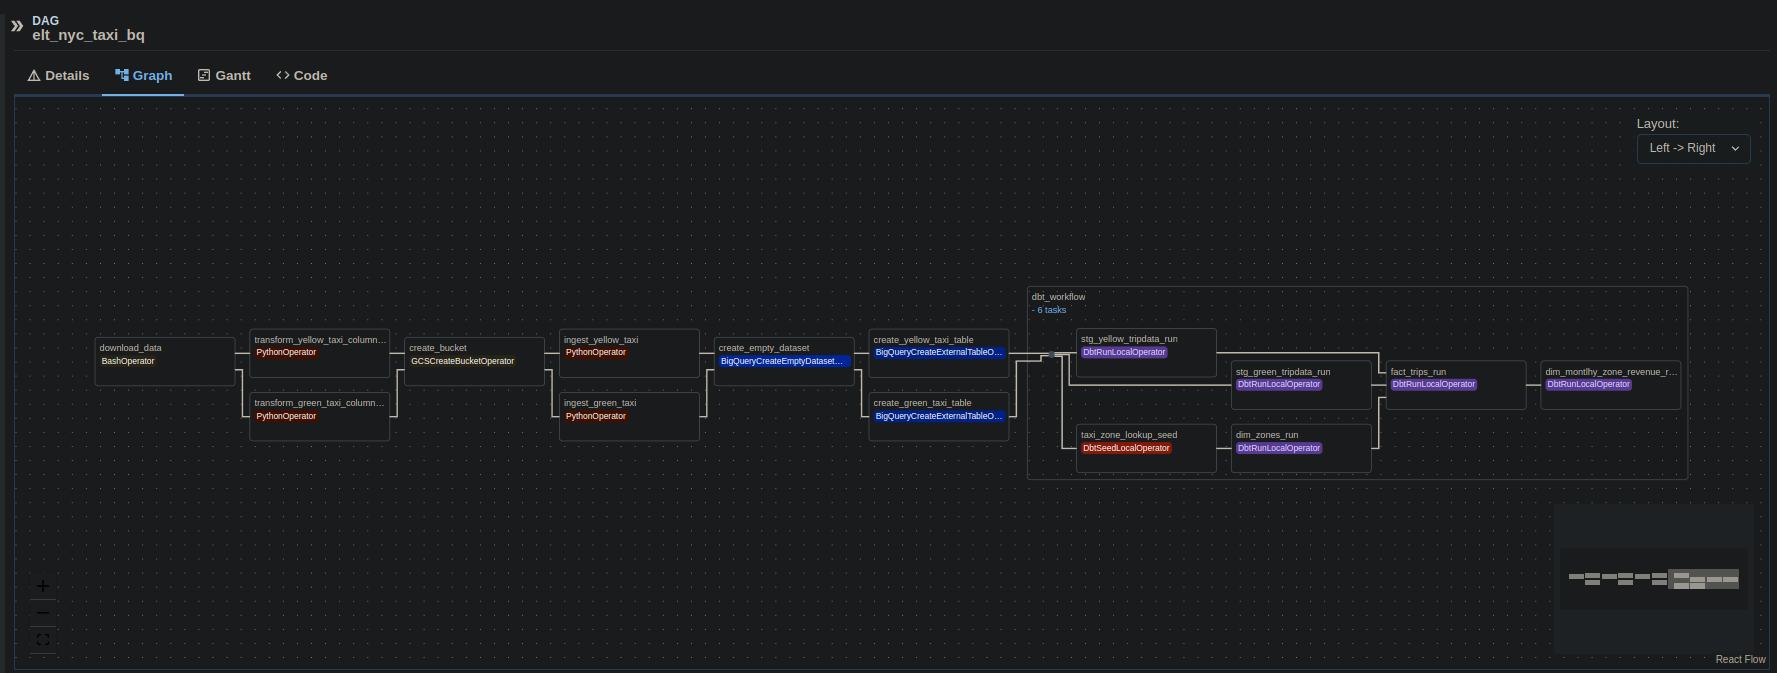 DAG
elt_nyc_taxi_bq
Details
Graph
Gantt
Code
Layout:
Left -> Right
download_data
BashOperator
transform_yellow_taxi_column...
PythonOperator
transform_green_taxi_column...
PythonOperator
create_bucket
GCSCreateBucketOperator
ingest_yellow_taxi
PythonOperator
ingest_green_taxi
PythonOperator
create_empty_dataset
BigQueryCreateEmptyDataset...
create_yellow_taxi_table
BigQueryCreateExternalTableO...
create_green_taxi_table
BigQueryCreateExternalTableO...
dbt_workflow
- 6 tasks
stg_yellow_tripdata_run
DbtRunLocalOperator
stg_green_tripdata_run
DbtRunLocalOperator
taxi_zone_lookup_seed
DbtSeedLocalOperator
dim_zones_run
DbtRunLocalOperator
fact_trips_run
DbtRunLocalOperator
dim_montlhy_zone_revenue_r...
DbtRunLocalOperator
React Flow